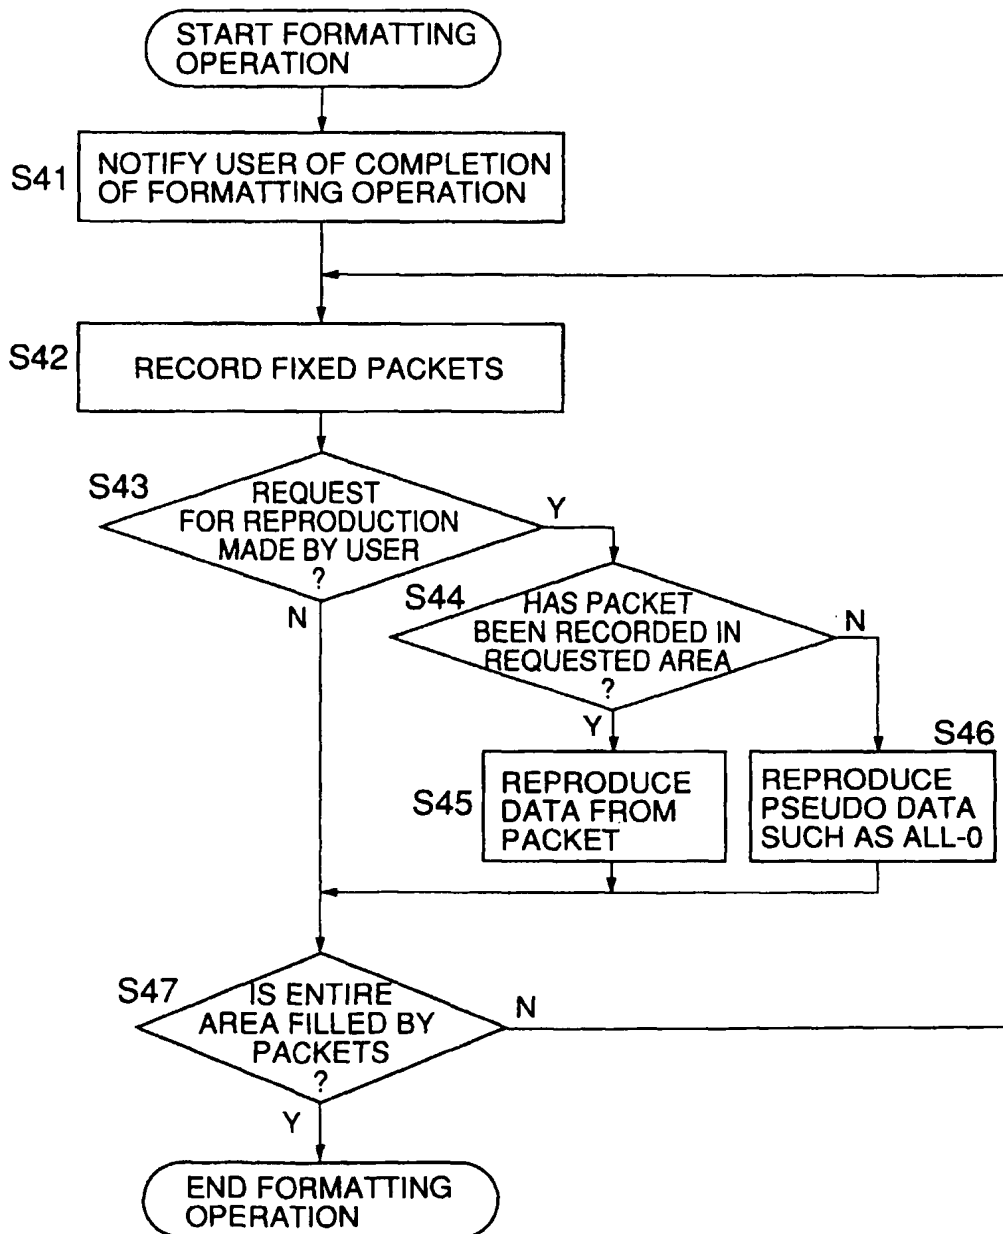 START FORMATTING
OPERATION
S41
NOTIFY USER OF COMPLETION
OF FORMATTING OPERATION
S42
RECORD FIXED PACKETS
S43
REQUEST
FOR REPRODUCTION
MADE BY USER
?
Y
N
S44
HAS PACKET
BEEN RECORDED IN
REQUESTED AREA
?
N
Y
S45
REPRODUCE
DATA FROM
PACKET
S46
REPRODUCE
PSEUDO DATA
SUCH AS ALL-0
S47
IS ENTIRE
AREA FILLED BY
PACKETS
?
N
Y
END FORMATTING
OPERATION